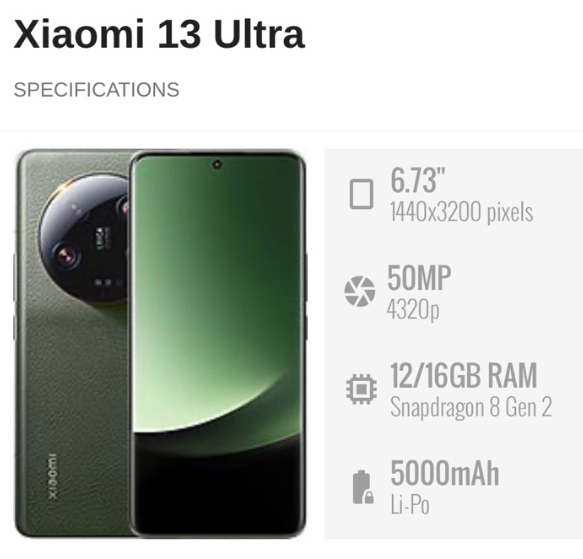 Xiaomi 13 Ultra
SPECIFICATIONS
6.73"
1440x3200 pixels
50MP
4320p
12/16GB RAM
Snapdragon 8 Gen 2
5000mAh
Li-Po
LEICA
xiaomi